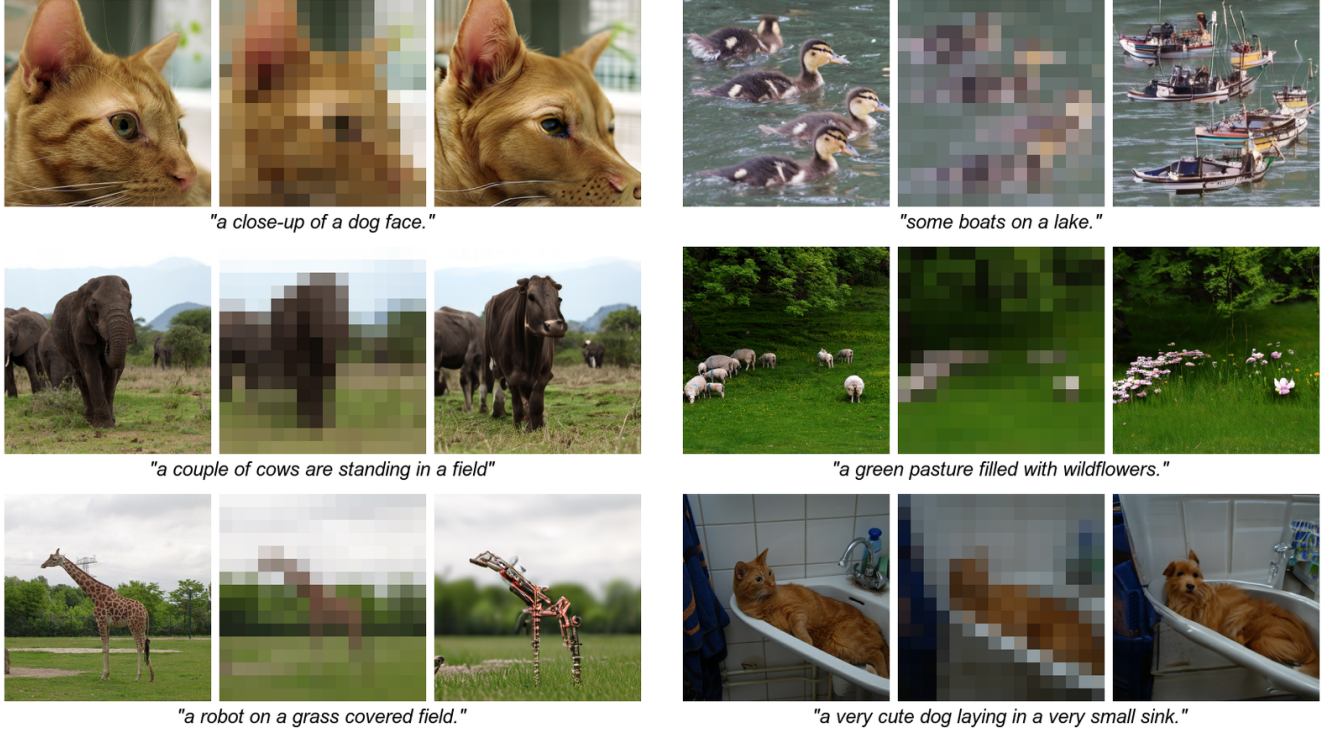 "a close-up of a dog face."
"some boats on a lake."
"a couple of cows are standing in a field"
"a green pasture filled with wildflowers."
"a robot on a grass covered field."
"a very cute dog laying in a very small sink."